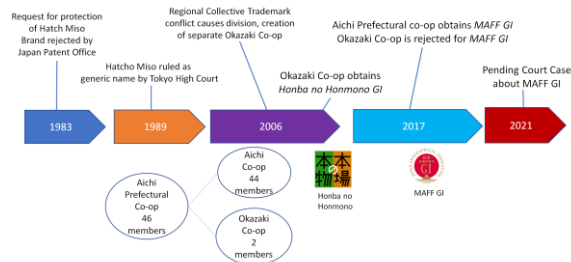 Request for protection
of Hatch Miso
Brand rejected by
Japan Patent Office
Hatcho Miso ruled as
generic name by Tokyo High Court
Regional Collective Trademark
conflict causes division, creation
of separate Okazaki Co-op
Okazaki Co-op obtains
Honba no Honmono GI
Aichi Prefectural co-op obtains MAFF GI
Okazaki Co-op is rejected for MAFF GI
Pending Court Case
about MAFF GI
1983
1989
2006
2017
2021
Aichi
Prefectural
Co-op
46
members
Aichi
Co-op
44
members
Okazaki
Co-op
2
members
本場
本物
Honba no
Honmono
GI
MAFF GI